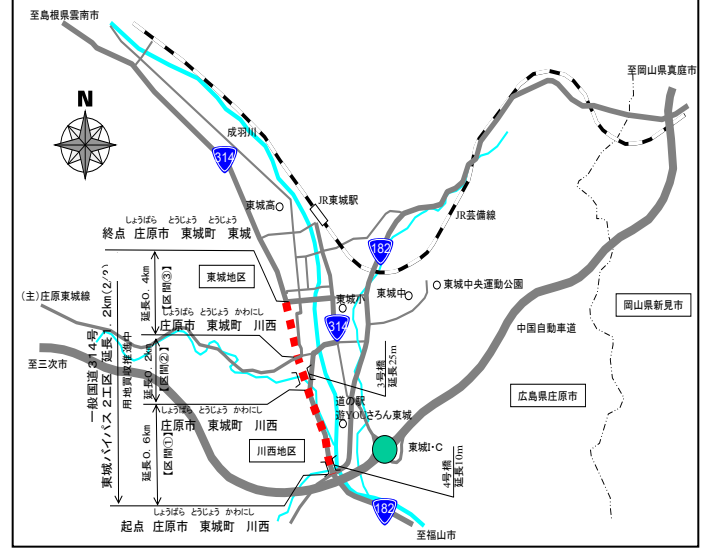 至島根県雲南市
至岡山県真庭市
N
成羽川
314
東城高
JR東城駅
JR芸備線
しょうばら とうじょう とうじょう
終点 庄原市 東城町 東城
182
東城地区
東城小
東城中
東城中央運動公園
岡山県新見市
(主)庄原東城線
314
中国自動車道
至三次市
一般国道314号
東城バイパス2工区 延長1.2km(2/2)
用地買収推進中
延長0.4km
【区間③】
しょうばら とうじょう かわにし
庄原市 東城町 川西
延長0.2km
【区間②】
3号橋
延長25m
道の駅
遊YOUさろん東城
広島県庄原市
しょうばら とうじょう かわにし
庄原市 東城町 川西
延長0.6km
【区間①】
川西地区
東城I・C
4号橋
延長10m
しょうばら とうじょう かわにし
起点 庄原市 東城町 川西
182
至福山市